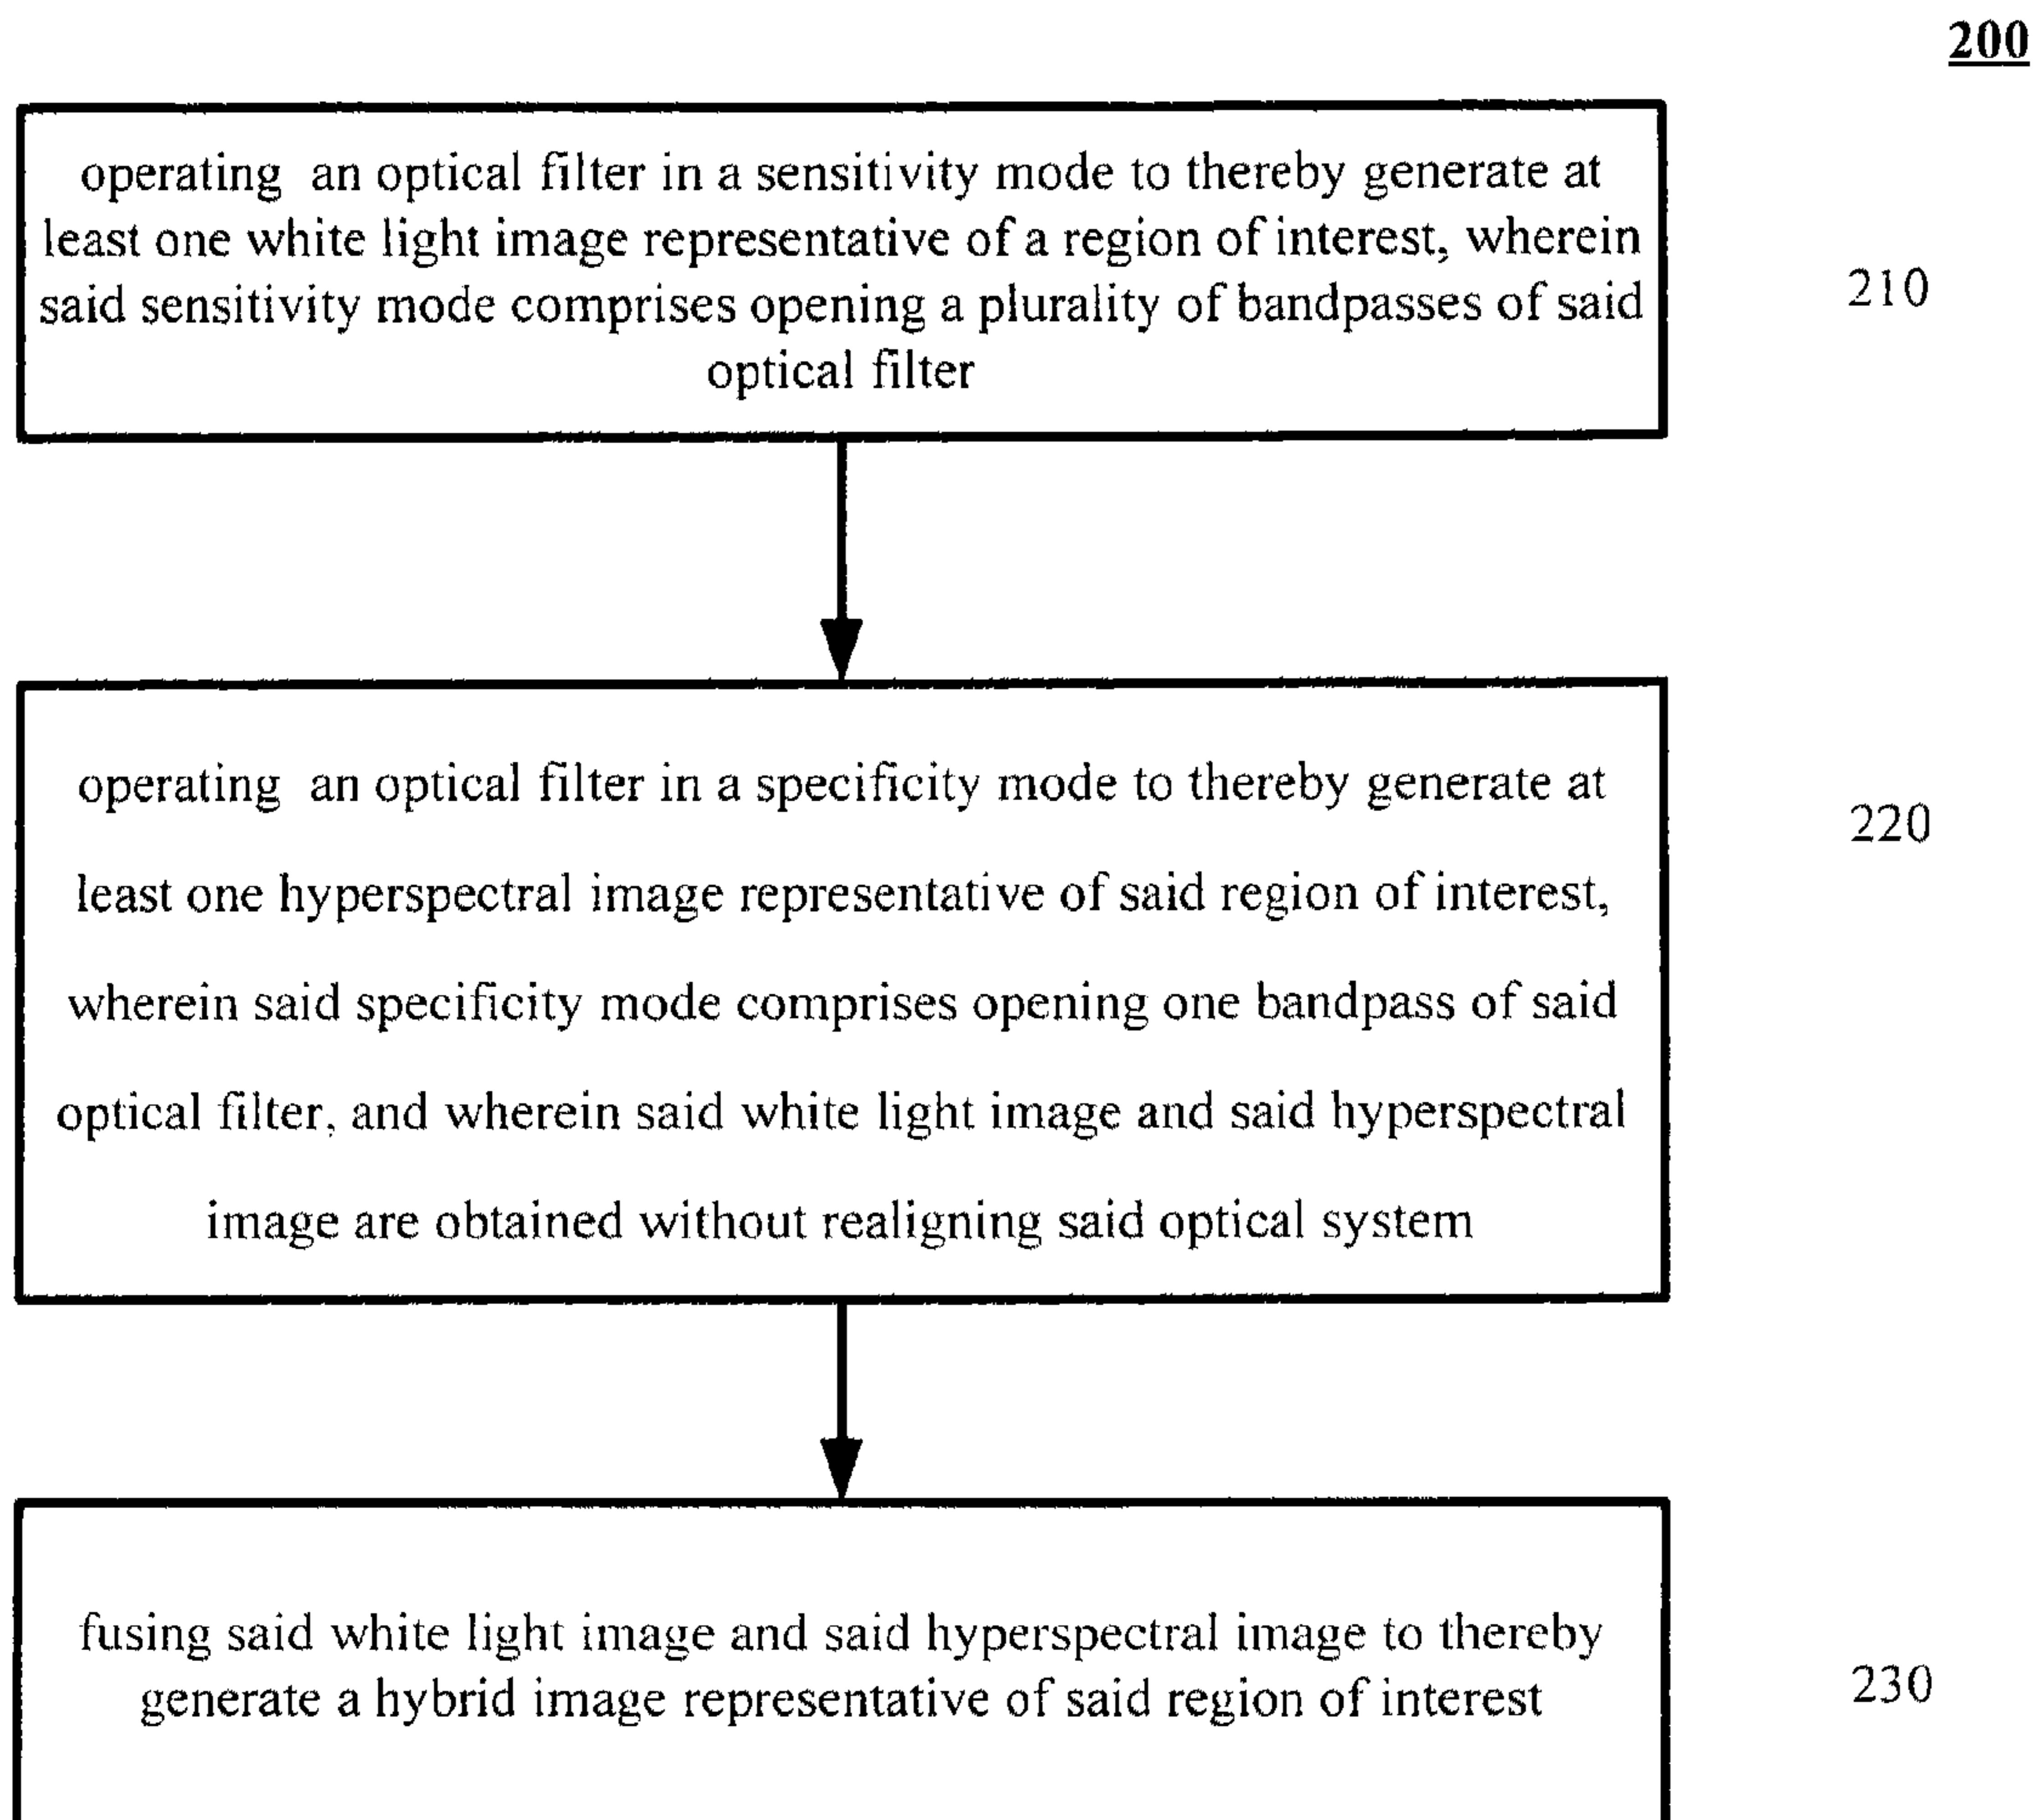 200
operating an optical filter in a sensitivity mode to thereby generate at
least one white light image representative of a region of interest, wherein
said sensitivity mode comprises opening a plurality of bandpasses of said
optical filter
210
operating an optical filter in a specificity mode to thereby generate at
least one hyperspectral image representative of said region of interest,
wherein said specificity mode comprises opening one bandpass of said
optical filter, and wherein said white light image and said hyperspectral
image are obtained without realigning said optical system
220
fusing said white light image and said hyperspectral image to thereby
generate a hybrid image representative of said region of interest
230